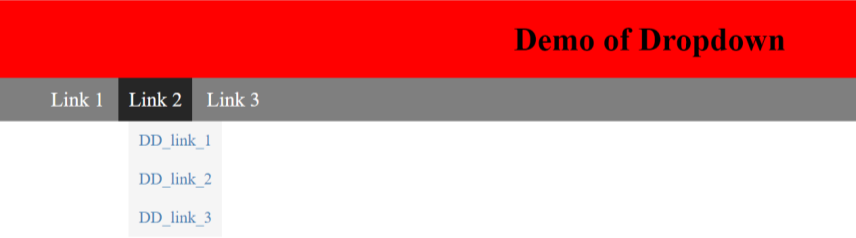 Demo of Dropdown
Link 1 Link 2 Link 3
DD_link_1
DD_link_2
DD_link_3